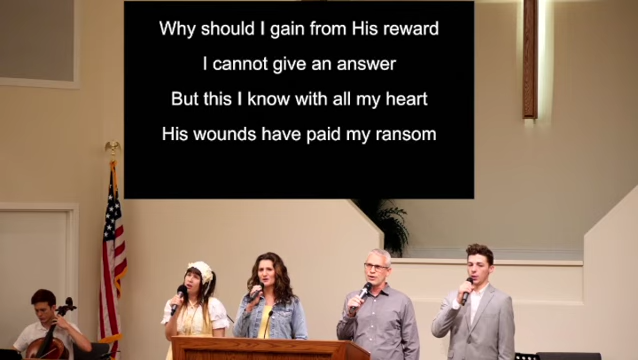 Why should I gain from His reward
I cannot give an answer
But this I know with all my heart
His wounds have paid my ransom